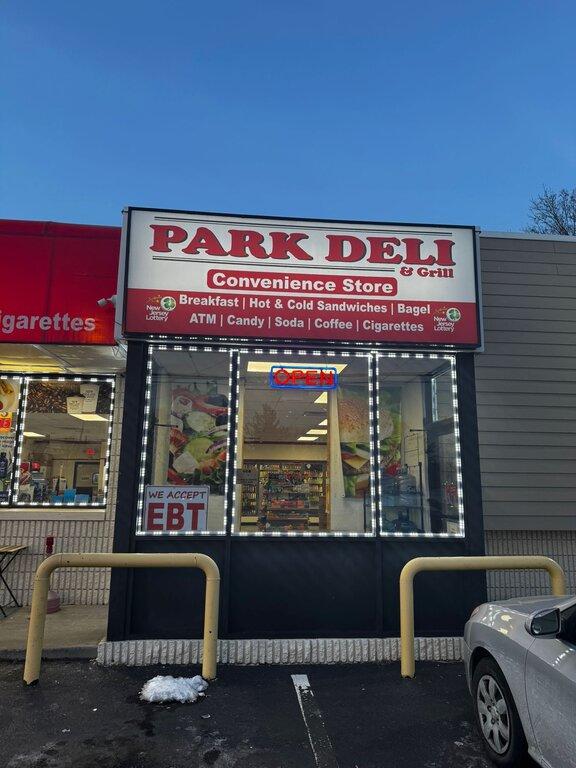 PARK DELI
& Grill
Convenience Store
Breakfast | Hot & Cold Sandwiches | Bagel
ATM | Candy | Soda | Coffee | Cigarettes
New Jersey Lottery
New Jersey Lottery
igarettes
OPEN
WE ACCEPT
EBT